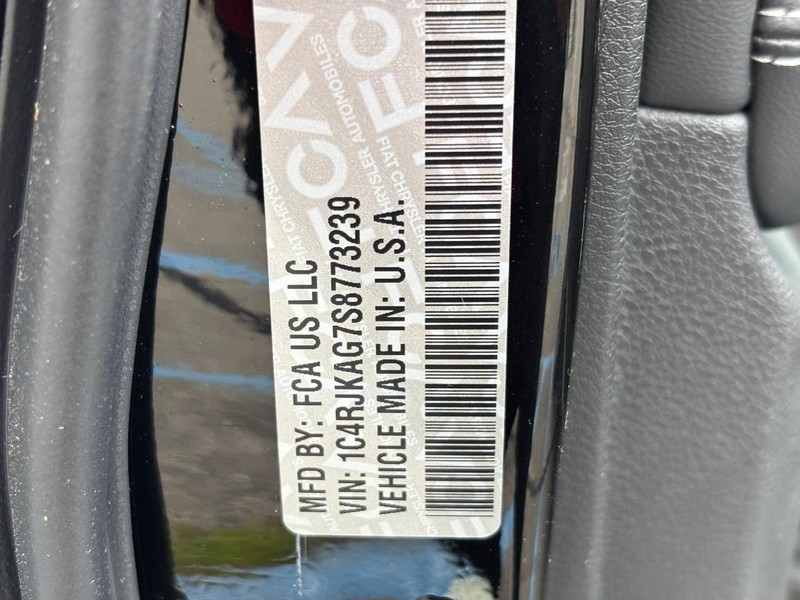 MFD BY: FCA US LLC
VIN: 1C4RJKAG7S8773239
VEHICLE MADE IN: U.S.A.